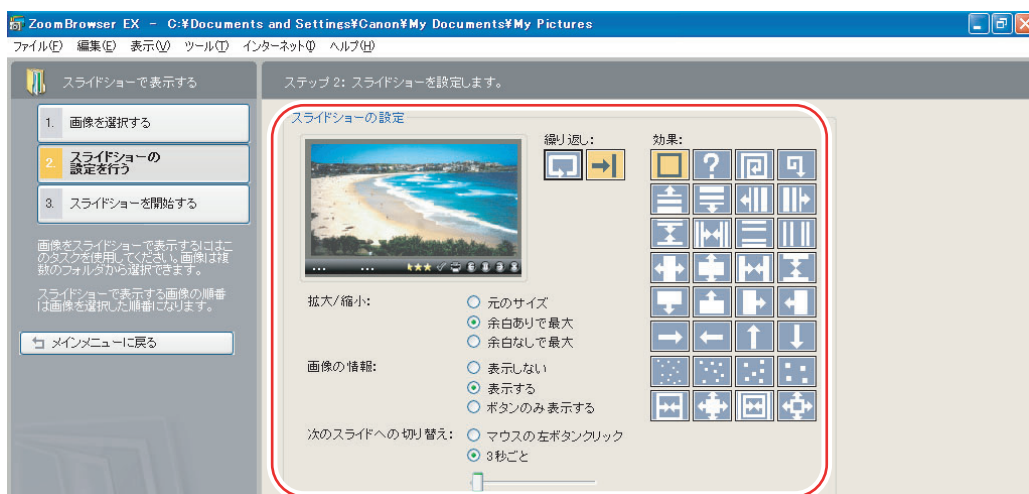 ZoomBrowser EX - C:¥Documents and Settings¥Canon¥My Documents¥My Pictures
ファイル(F) 編集(E) 表示(V) ツール(T) インターネット(I) ヘルプ(H)
スライドショーで表示する
1. 画像を選択する
2. スライドショーの
設定を行う
3. スライドショーを開始する
画像をスライドショーで表示するにはこ
のタスクを使用してください。画像は複
数のフォルダから選択できます。
スライドショーで表示する画像の順番
は画像を選択した順番になります。
メインメニューに戻る
ステップ 2: スライドショーを設定します。
スライドショーの設定
繰り返し:
効果:
?
拡大/縮小:
元のサイズ
余白ありで最大
余白なしで最大
画像の情報:
表示しない
表示する
ボタンのみ表示する
次のスライドへの切り替え:
マウスの左ボタンクリック
3秒ごと